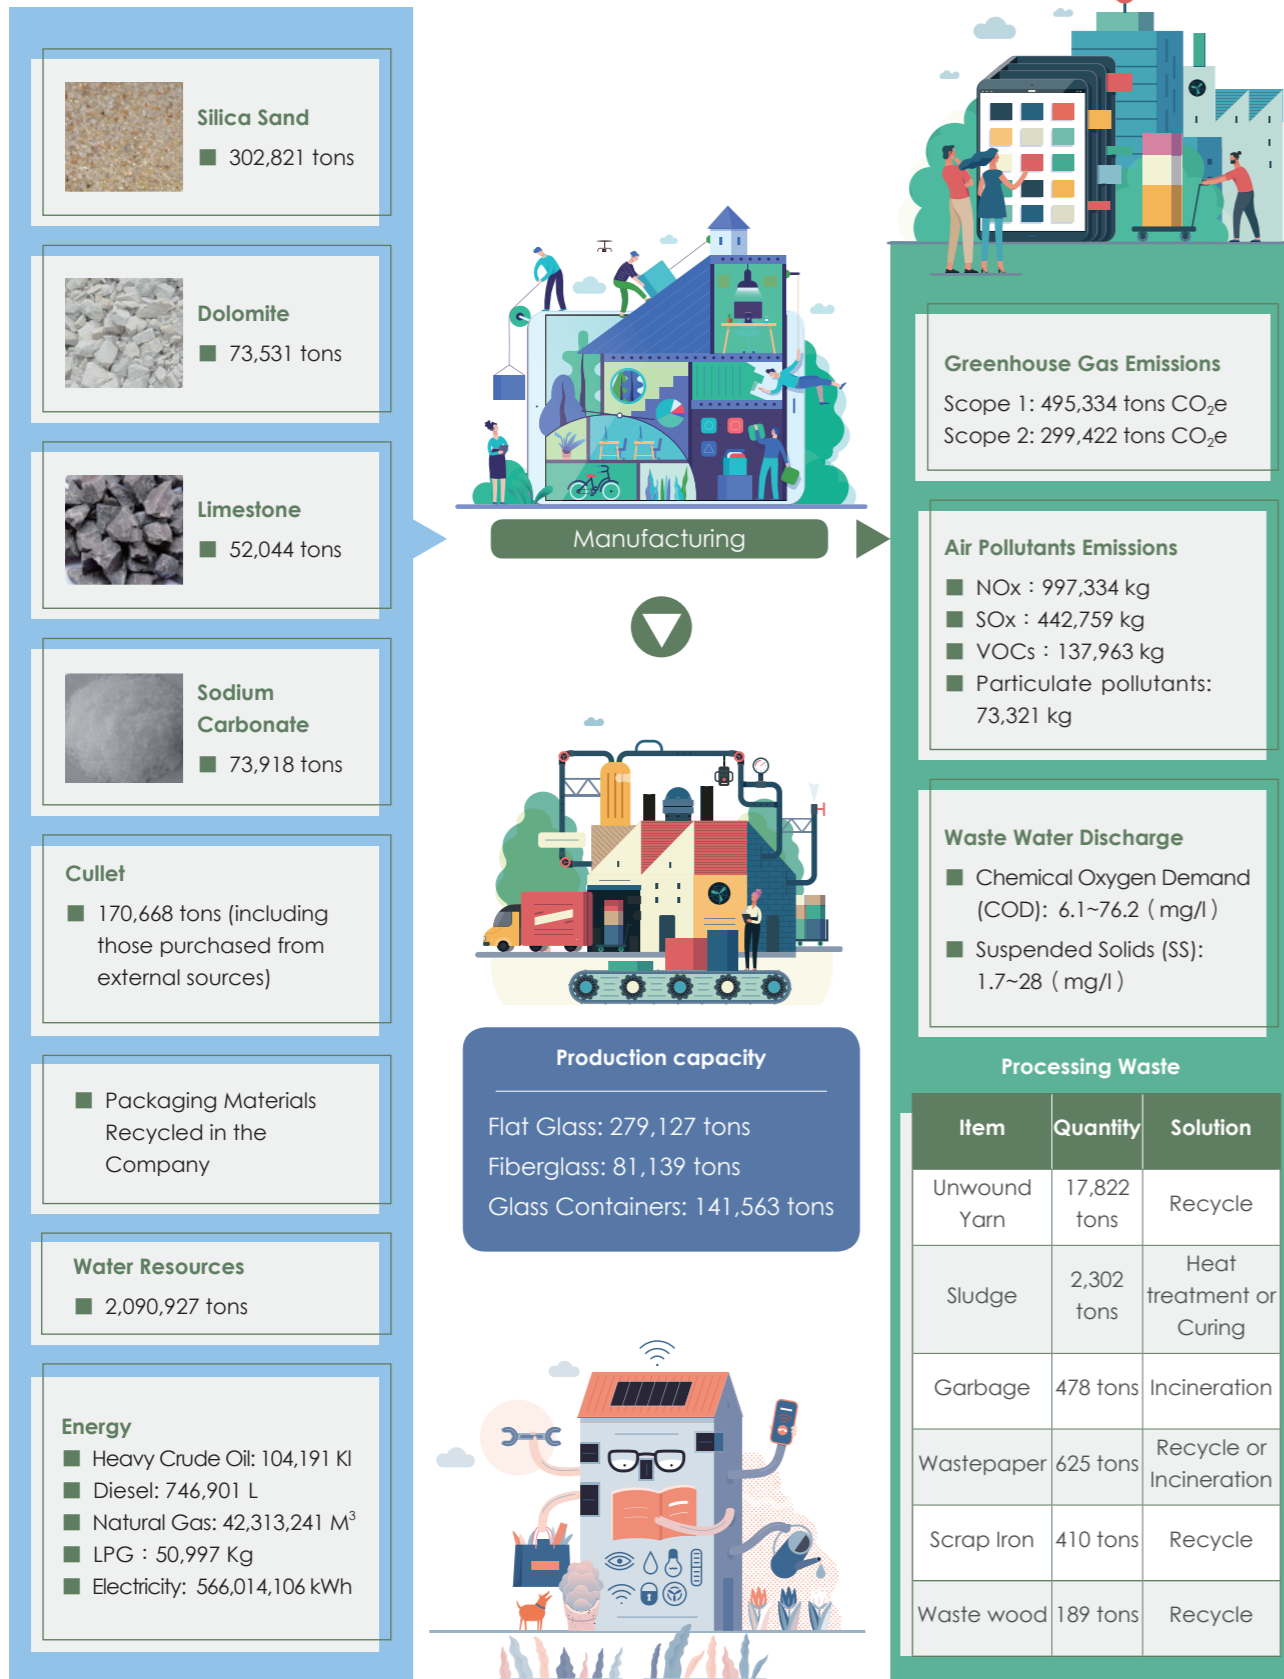 Silica Sand
■ 302,821 tons
Dolomite
■ 73,531 tons
Limestone
■ 52,044 tons
Sodium
Carbonate
■ 73,918 tons
Cullet
■ 170,668 tons (including
those purchased from
external sources)
■ Packaging Materials
Recycled in the
Company
Water Resources
■ 2,090,927 tons
Energy
■ Heavy Crude Oil: 104,191 Kl
■ Diesel: 746,901 L
■ Natural Gas: 42,313,241 M³
■ LPG：50,997 Kg
■ Electricity: 566,014,106 kWh
Manufacturing
Production capacity
Flat Glass: 279,127 tons
Fiberglass: 81,139 tons
Glass Containers: 141,563 tons
Greenhouse Gas Emissions
Scope 1: 495,334 tons CO₂e
Scope 2: 299,422 tons CO₂e
Air Pollutants Emissions
■ NOx：997,334 kg
■ SOx：442,759 kg
■ VOCs：137,963 kg
■ Particulate pollutants:
73,321 kg
Waste Water Discharge
■ Chemical Oxygen Demand
(COD): 6.1~76.2（mg/l）
■ Suspended Solids (SS):
1.7~28（mg/l）
Processing Waste
Item Quantity Solution
Unwound
Yarn
17,822
tons
Recycle
Sludge
2,302
tons
Heat
treatment or
Curing
Garbage 478 tons Incineration
Wastepaper 625 tons
Recycle or
Incineration
Scrap Iron 410 tons Recycle
Waste wood 189 tons Recycle